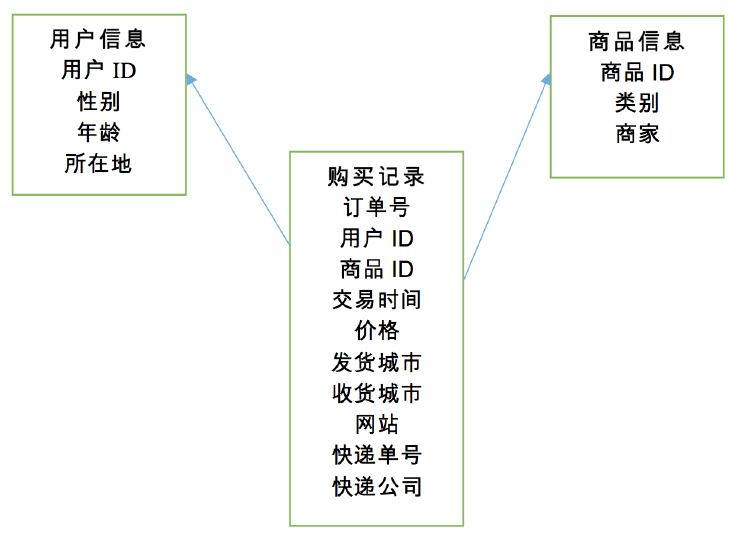 用户信息
用户 ID
性别
年龄
所在地
商品信息
商品 ID
类别
商家
购买记录
订单号
用户 ID
商品 ID
交易时间
价格
发货城市
收货城市
网站
快递单号
快递公司